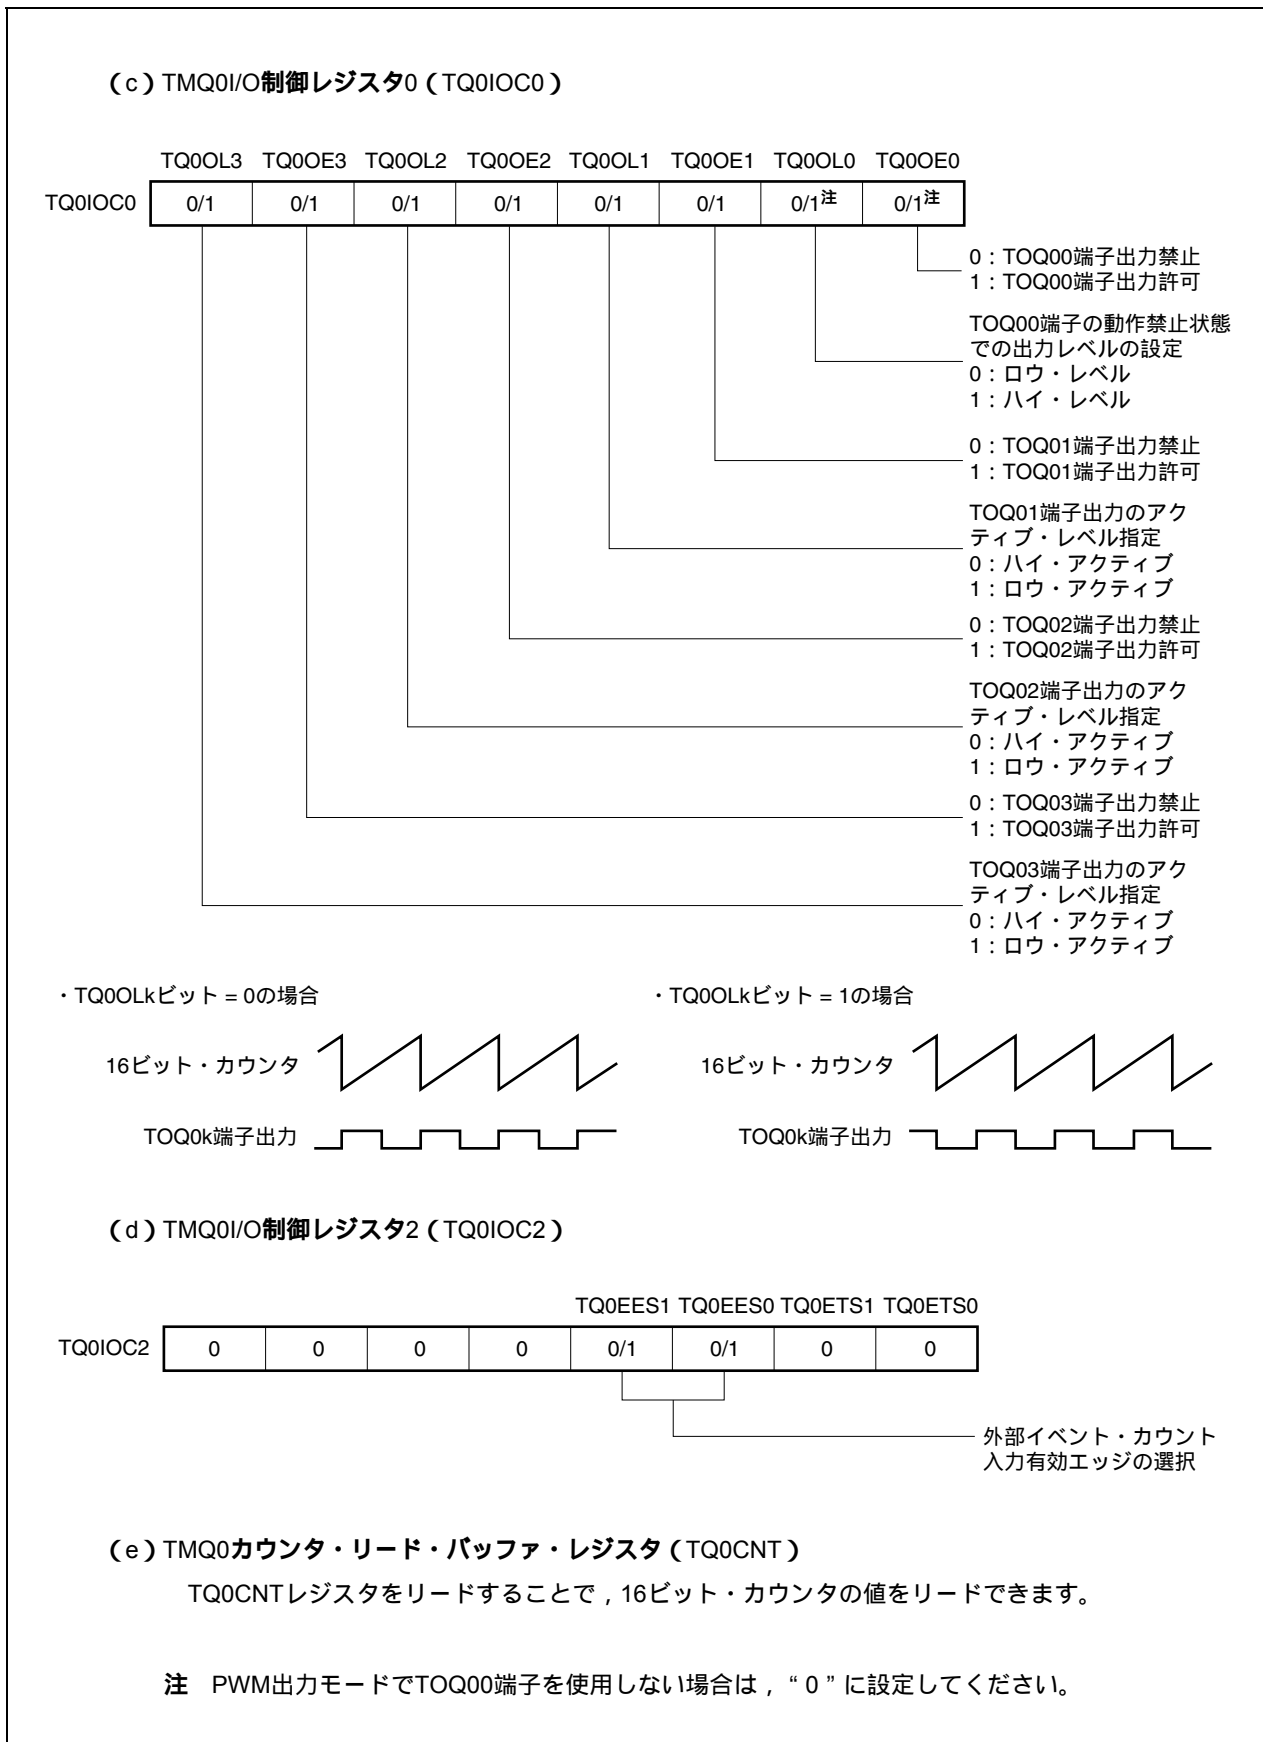 （c）TMQ0I/O制御レジスタ0（TQ0IOC0）
TQ0OL3 TQ0OE3 TQ0OL2 TQ0OE2 TQ0OL1 TQ0OE1 TQ0OL0 TQ0OE0
TQ0IOC0 0/1 0/1 0/1 0/1 0/1 0/1 0/1注 0/1注
0：TOQ00端子出力禁止
1：TOQ00端子出力許可
TOQ00端子の動作禁止状態
での出力レベルの設定
0：ロウ・レベル
1：ハイ・レベル
0：TOQ01端子出力禁止
1：TOQ01端子出力許可
TOQ01端子出力のアク
ティブ・レベル指定
0：ハイ・アクティブ
1：ロウ・アクティブ
0：TOQ02端子出力禁止
1：TOQ02端子出力許可
TOQ02端子出力のアク
ティブ・レベル指定
0：ハイ・アクティブ
1：ロウ・アクティブ
0：TOQ03端子出力禁止
1：TOQ03端子出力許可
TOQ03端子出力のアク
ティブ・レベル指定
0：ハイ・アクティブ
1：ロウ・アクティブ
・TQ0OLkビット = 0の場合
16ビット・カウンタ
TOQ0k端子出力
・TQ0OLkビット = 1の場合
16ビット・カウンタ
TOQ0k端子出力
（d）TMQ0I/O制御レジスタ2（TQ0IOC2）
TQ0EES1 TQ0EES0 TQ0ETS1 TQ0ETS0
TQ0IOC2 0 0 0 0 0/1 0/1 0 0
外部イベント・カウント
入力有効エッジの選択
（e）TMQ0カウンタ・リード・バッファ・レジスタ（TQ0CNT）
TQ0CNTレジスタをリードすることで，16ビット・カウンタの値をリードできます。
注 PWM出力モードでTOQ00端子を使用しない場合は，“0”に設定してください。